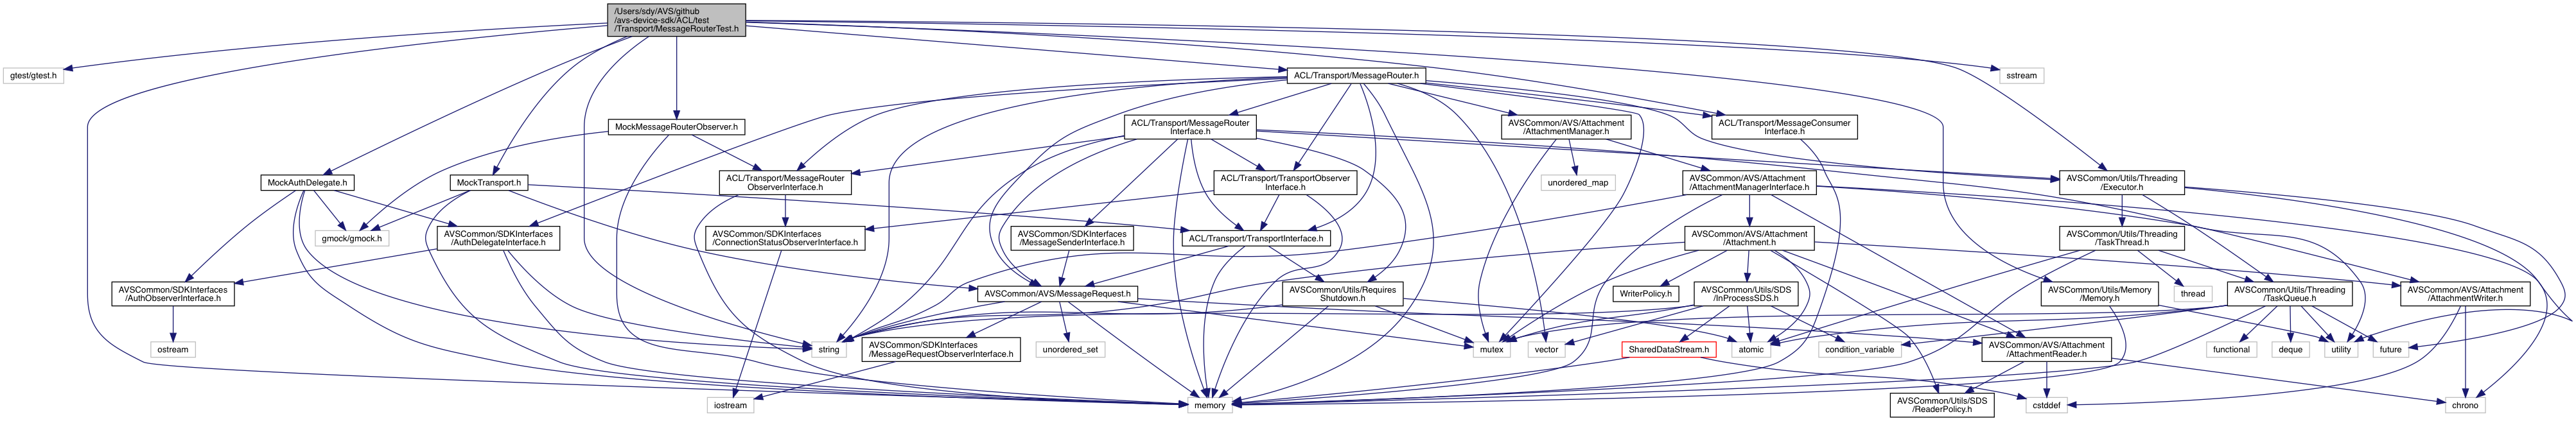 /Users/sdy/AVS/github
/avs-device-sdk/ACL/test
/Transport/MessageRouterTest.h
gtest/gtest.h
ACL/Transport/MessageRouter.h
sstream
MockMessageRouterObserver.h
ACL/Transport/MessageRouter
Interface.h
AVSCommon/AVS/Attachment
/AttachmentManager.h
ACL/Transport/MessageConsumer
Interface.h
MockAuthDelegate.h
MockTransport.h
ACL/Transport/MessageRouter
ObserverInterface.h
ACL/Transport/TransportObserver
Interface.h
unordered_map
AVSCommon/AVS/Attachment
/AttachmentManagerInterface.h
AVSCommon/Utils/Threading
/Executor.h
gmock/gmock.h
AVSCommon/SDKInterfaces
/AuthDelegateInterface.h
AVSCommon/SDKInterfaces
/ConnectionStatusObserverInterface.h
AVSCommon/SDKInterfaces
/MessageSenderInterface.h
ACL/Transport/TransportInterface.h
AVSCommon/AVS/Attachment
/Attachment.h
AVSCommon/Utils/Threading
/TaskThread.h
AVSCommon/SDKInterfaces
/AuthObserverInterface.h
AVSCommon/AVS/MessageRequest.h
AVSCommon/Utils/Requires
Shutdown.h
WriterPolicy.h
AVSCommon/Utils/SDS
/InProcessSDS.h
AVSCommon/Utils/Memory
/Memory.h
thread
AVSCommon/Utils/Threading
/TaskQueue.h
AVSCommon/AVS/Attachment
/AttachmentWriter.h
ostream
string
AVSCommon/SDKInterfaces
/MessageRequestObserverInterface.h
unordered_set
mutex
vector
SharedDataStream.h
atomic
condition_variable
AVSCommon/AVS/Attachment
/AttachmentReader.h
functional
deque
utility
future
iostream
memory
AVSCommon/Utils/SDS
/ReaderPolicy.h
cstddef
chrono